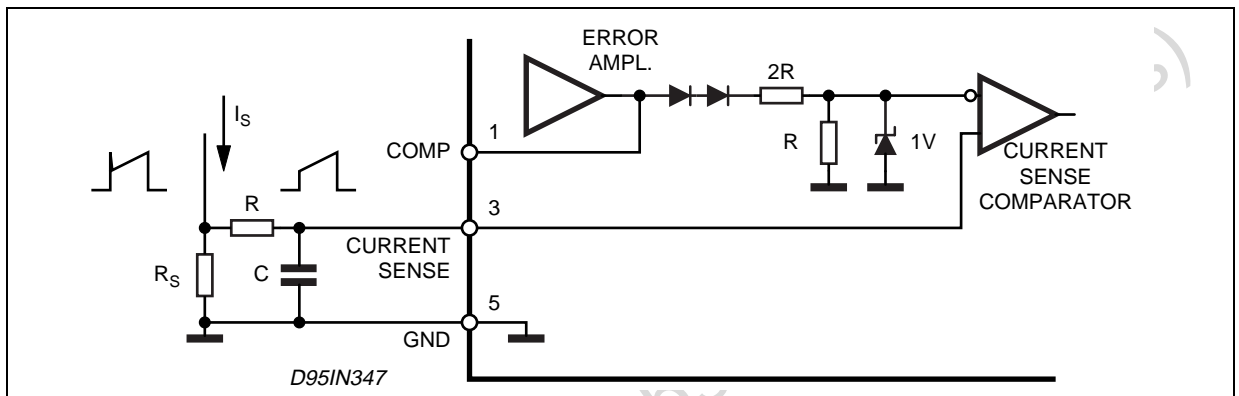 ERROR
AMPL.
2R
I_S
1
COMP
R
1V
CURRENT
SENSE
COMPARATOR
R
3
CURRENT
SENSE
R_S
C
5
GND
D95IN347